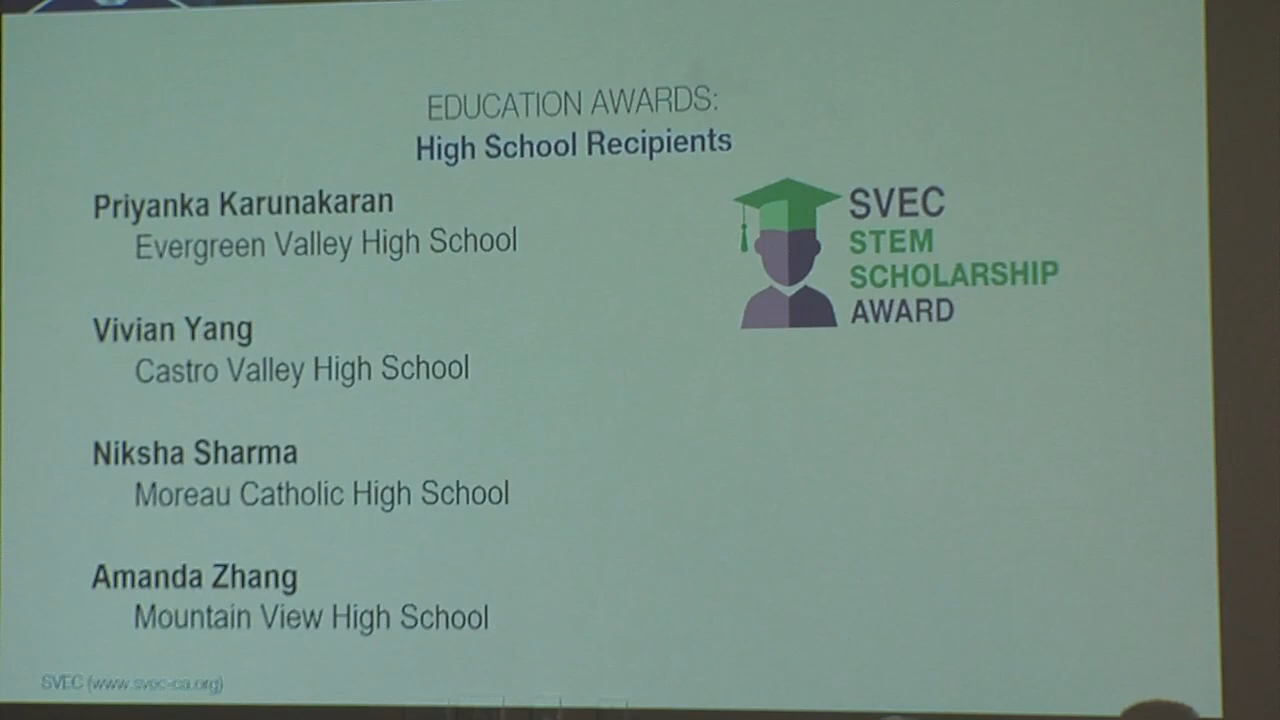 EDUCATION AWARDS:
High School Recipients
Priyanka Karunakaran
Evergreen Valley High School
Vivian Yang
Castro Valley High School
Niksha Sharma
Moreau Catholic High School
Amanda Zhang
Mountain View High School
SVEC
STEM
SCHOLARSHIP
AWARD
SVEC (www.svec-ca.org)